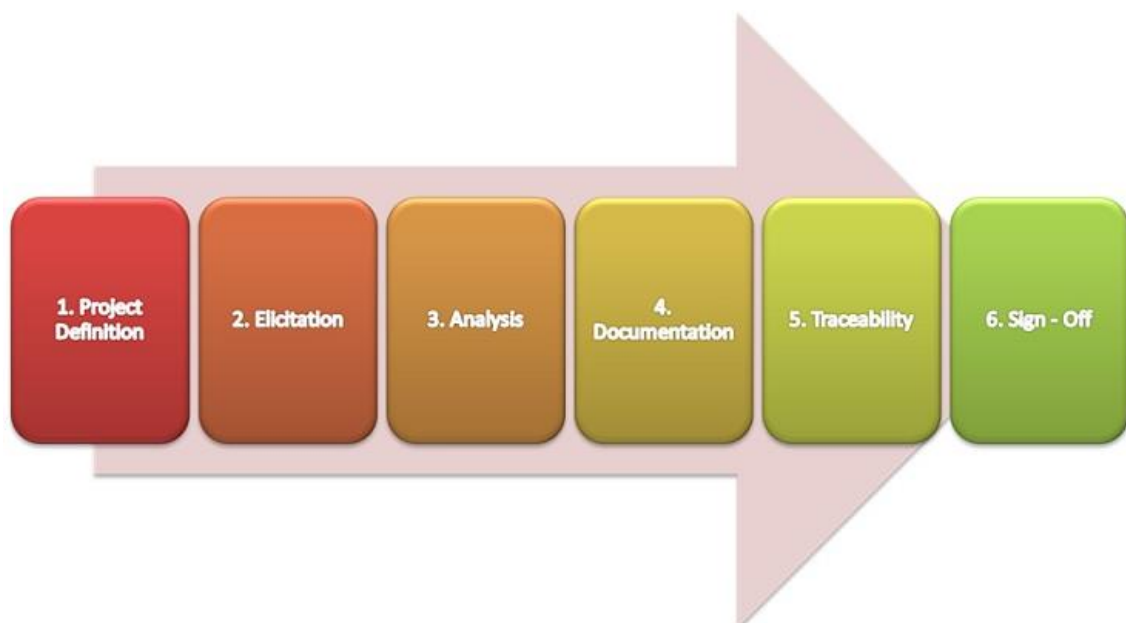 1. Project
Definition
2. Elicitation
3. Analysis
4.
Documentation
5. Traceability
6. Sign - Off